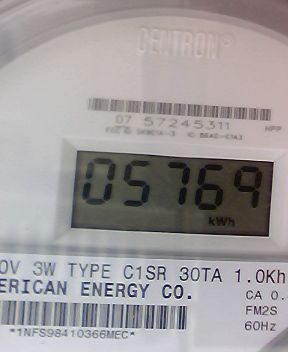 CENTRON®
07 57245311
HPP
05769
kWh
0V 3W TYPE C1SR 30TA 1.0Kh
ERICAN ENERGY CO.
CA 0.
FM2S
60Hz
*1NFS98410366MEC*